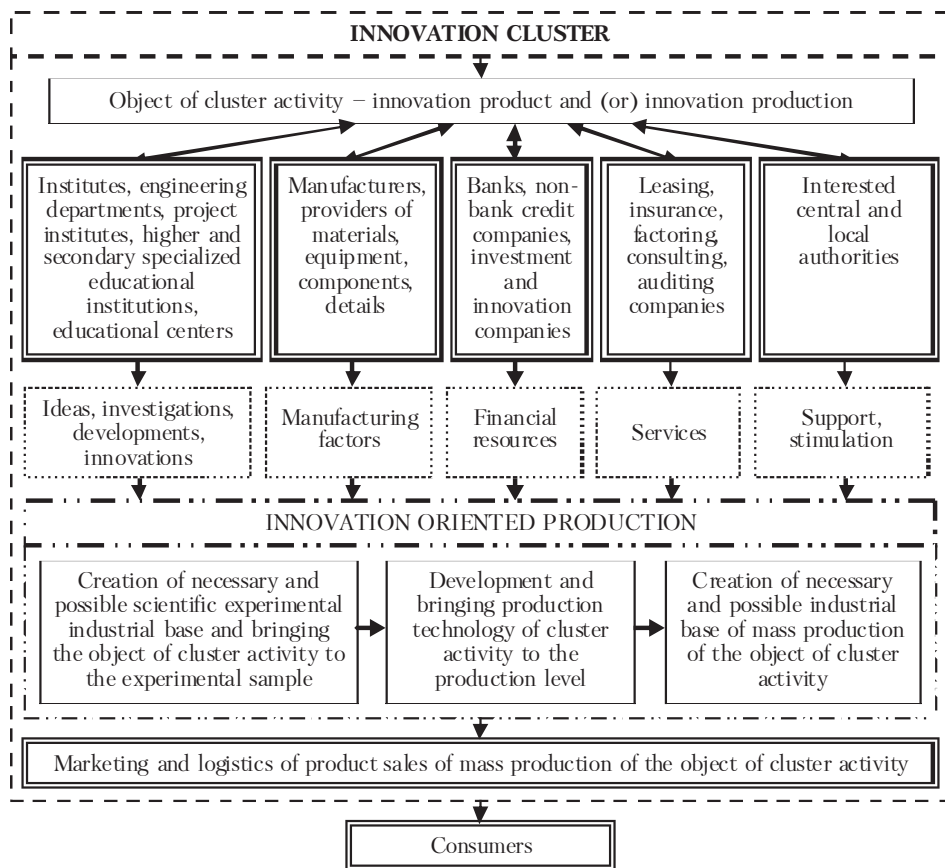 INNOVATION CLUSTER
Object of cluster activity – innovation product and (or) innovation production
Institutes, engineering
departments, project
institutes, higher and
secondary specialized
educational
institutions,
educational centers
Manufacturers,
providers of
materials,
equipment,
components,
details
Banks, non-
bank credit
companies,
investment
and
innovation
companies
Leasing,
insurance,
factoring,
consulting,
auditing
companies
Interested
central and
local
authorities
Ideas, investigations,
developments,
innovations
Manufacturing
factors
Financial
resources
Services
Support,
stimulation
INNOVATION ORIENTED PRODUCTION
Creation of necessary and
possible scientific experimental
industrial base and bringing
the object of cluster activity to
the experimental sample
Development and
bringing production
technology of cluster
activity to the
production level
Creation of necessary
and possible industrial
base of mass production
of the object of cluster
activity
Marketing and logistics of product sales of mass production of the object of cluster activity
Consumers